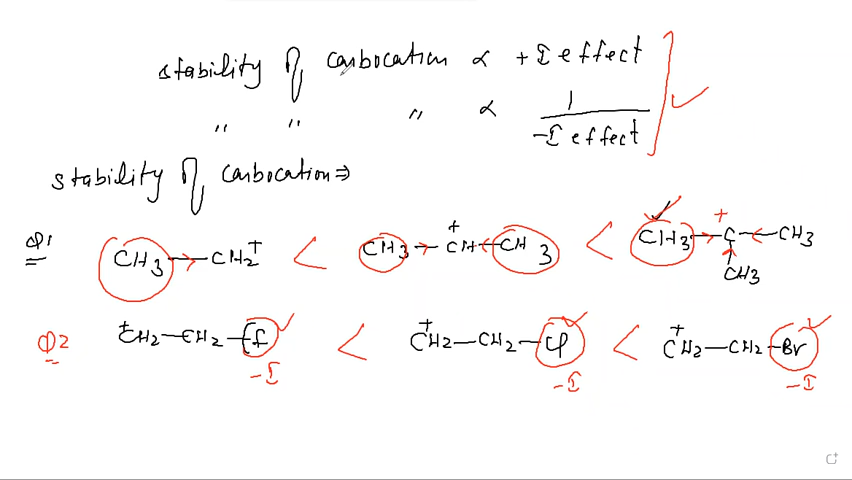 stability of carbocation ∝ + I effect
" " " ∝ 1 / - I effect
stability of carbocation ⇒
Q1 CH3 — CH2+ < CH3 — CH+ — CH3 < CH3 — C+ — CH3
CH3
Q2 +CH2 — CH2 — F < +CH2 — CH2 — Cl < +CH2 — CH2 — Br
- I - I - I